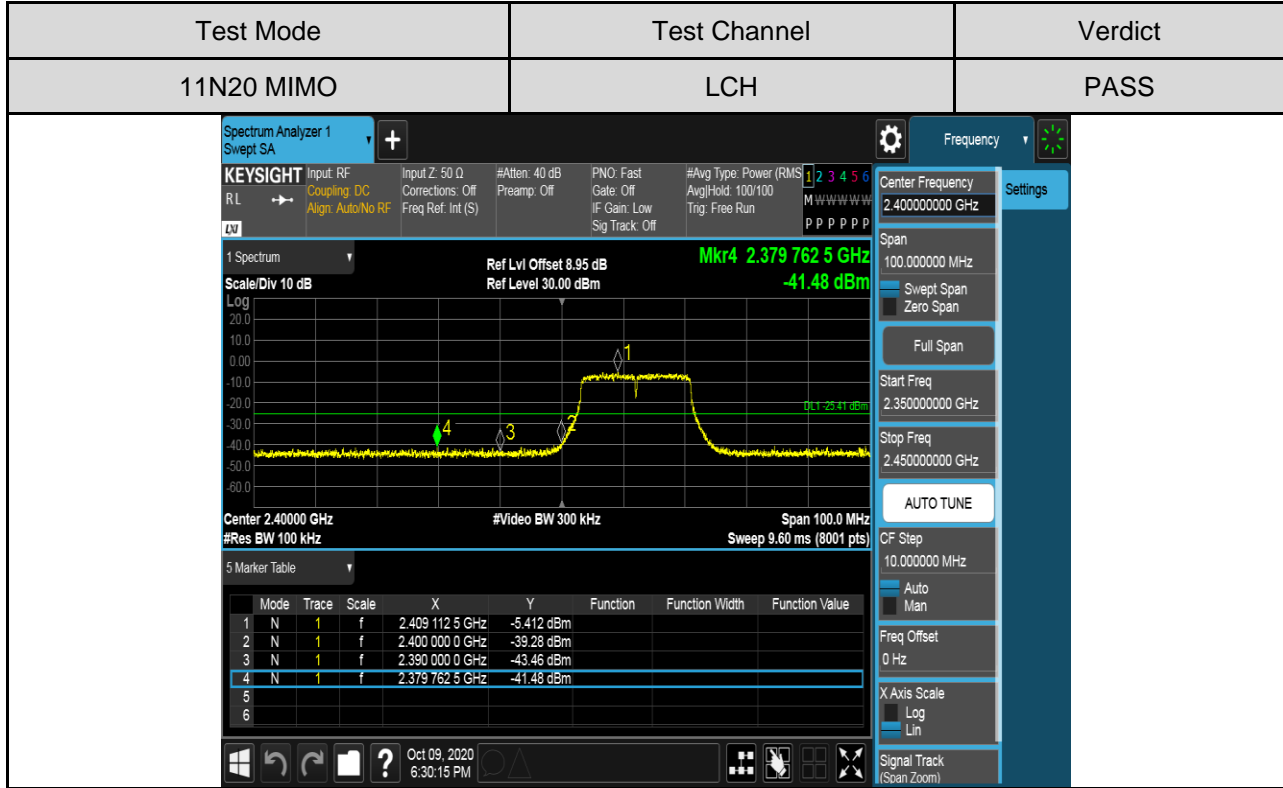 Test Mode Test Channel Verdict
11N20 MIMO LCH PASS
Spectrum Analyzer 1
Swept SA
+
Frequency
KEYSIGHT
RL
LXI
Input: RF
Coupling: DC
Align: Auto/No RF
Input Z: 50 Ω
Corrections: Off
Freq Ref: Int (S)
#Atten: 40 dB
Preamp: Off
PNO: Fast
Gate: Off
IF Gain: Low
Sig Track: Off
#Avg Type: Power (RMS
Avg|Hold: 100/100
Trig: Free Run
1 2 3 4 5 6
M W W W W W
P P P P P P
1 Spectrum
Scale/Div 10 dB
Ref Lvl Offset 8.95 dB
Ref Level 30.00 dBm
Mkr4 2.379 762 5 GHz
-41.48 dBm
Log
20.0
10.0
0.00
-10.0
-20.0
-30.0
-40.0
-50.0
-60.0
1
2
3
4
DL1 -25.41 dBm
Center 2.40000 GHz #Video BW 300 kHz Span 100.0 MHz
#Res BW 100 kHz Sweep 9.60 ms (8001 pts)
5 Marker Table
Mode Trace Scale X Y Function Function Width Function Value
1 N 1 f 2.409 112 5 GHz -5.412 dBm
2 N 1 f 2.400 000 0 GHz -39.28 dBm
3 N 1 f 2.390 000 0 GHz -43.46 dBm
4 N 1 f 2.379 762 5 GHz -41.48 dBm
5
6
?
Oct 09, 2020
6:30:15 PM
Center Frequency
2.400000000 GHz
Settings
Span
100.000000 MHz
Swept Span
Zero Span
Full Span
Start Freq
2.350000000 GHz
Stop Freq
2.450000000 GHz
AUTO TUNE
CF Step
10.000000 MHz
Auto
Man
Freq Offset
0 Hz
X Axis Scale
Log
Lin
Signal Track
(Span Zoom)